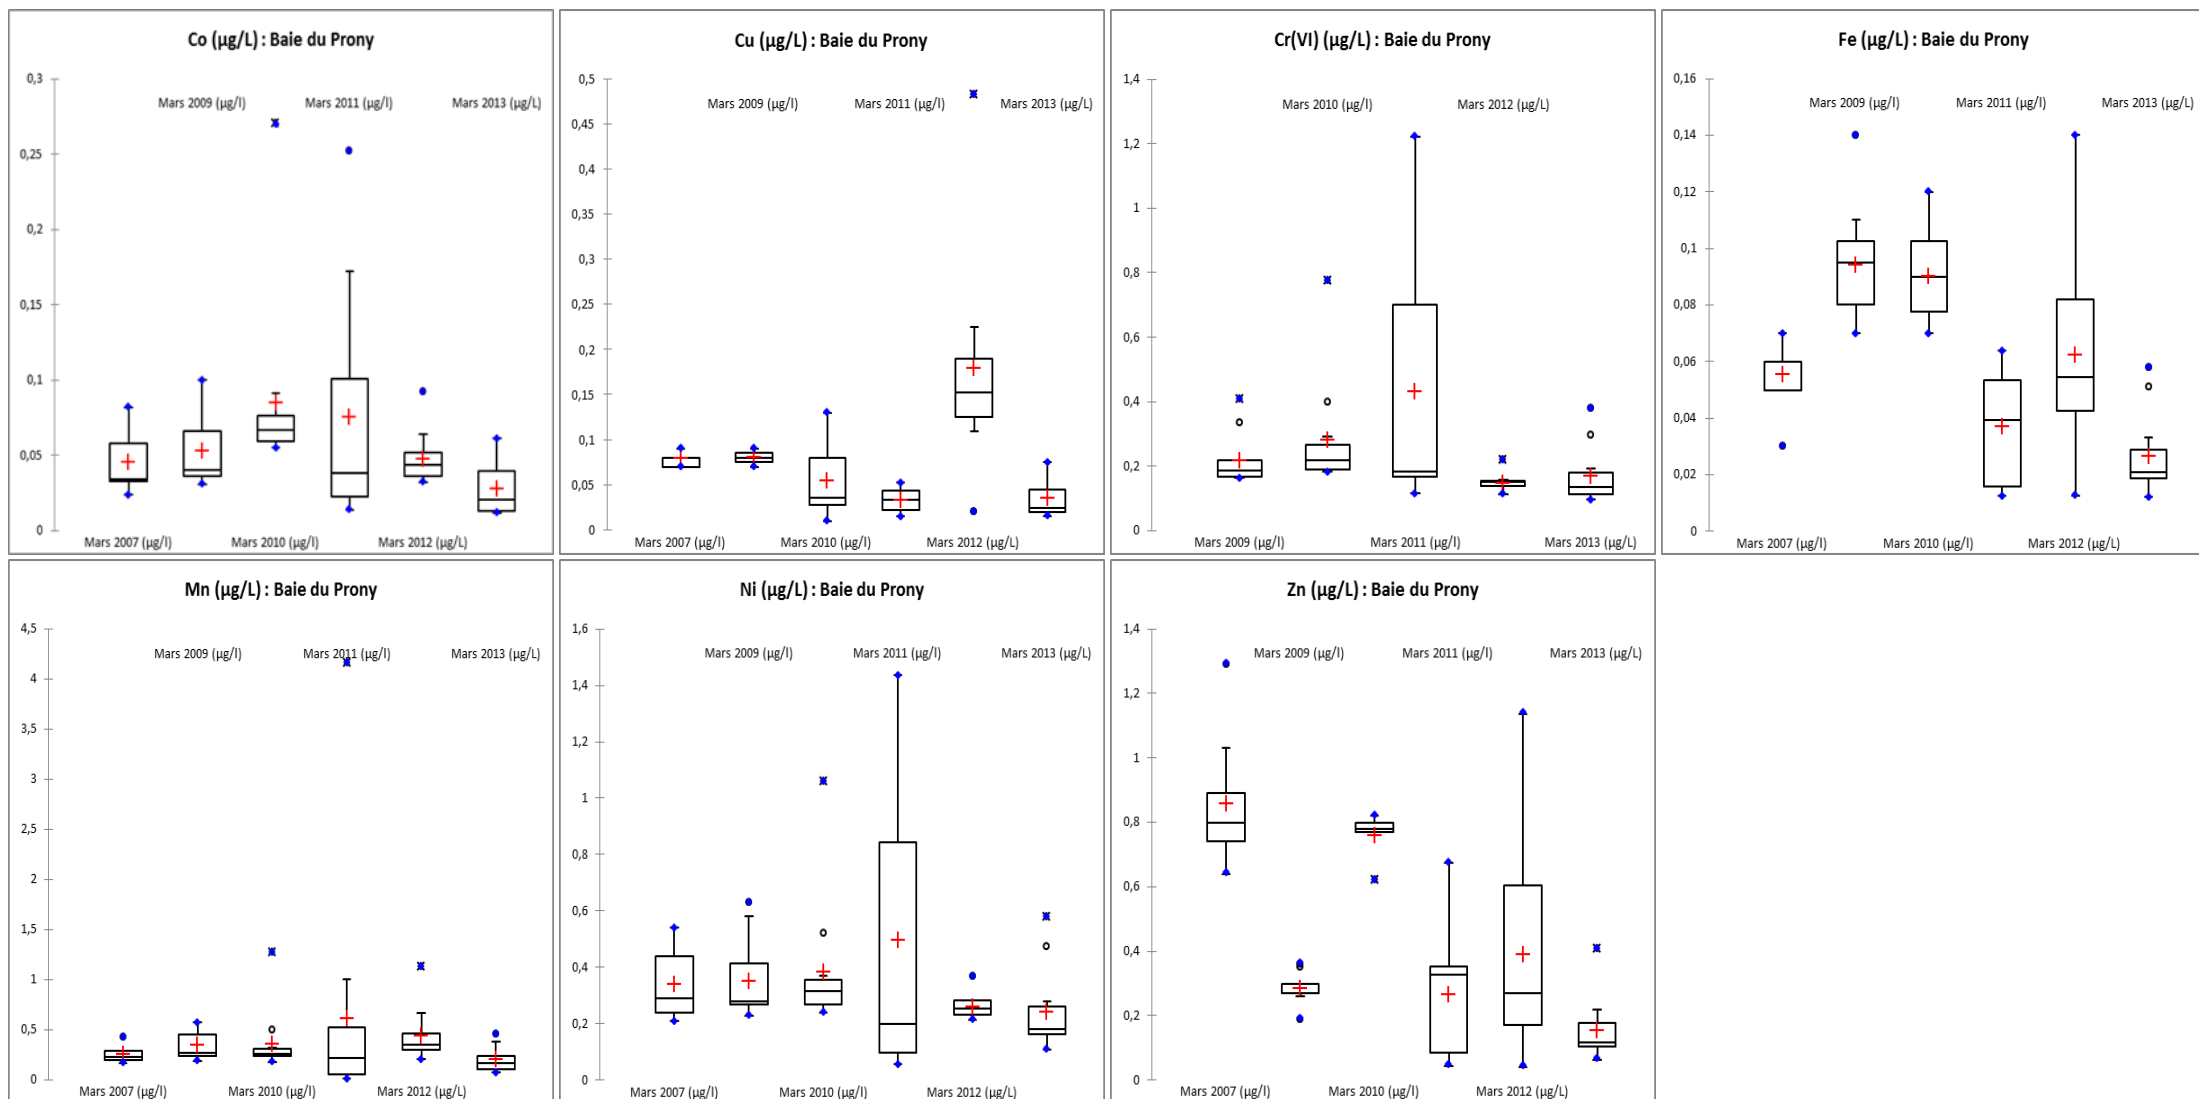 Co (µg/L) : Baie du Prony
0,3
Mars 2009 (µg/l)
Mars 2011 (µg/l)
Mars 2013 (µg/L)
0,25
0,2
0,15
0,1
0,05
0
Mars 2007 (µg/l)
Mars 2010 (µg/l)
Mars 2012 (µg/L)
Cu (µg/L) : Baie du Prony
0,5
Mars 2009 (µg/l)
Mars 2011 (µg/l)
Mars 2013 (µg/L)
0,45
0,4
0,35
0,3
0,25
0,2
0,15
0,1
0,05
0
Mars 2007 (µg/l)
Mars 2010 (µg/l)
Mars 2012 (µg/L)
Cr(VI) (µg/L) : Baie du Prony
1,4
Mars 2010 (µg/l)
Mars 2012 (µg/L)
1,2
1
0,8
0,6
0,4
0,2
0
Mars 2009 (µg/l)
Mars 2011 (µg/l)
Mars 2013 (µg/L)
Fe (µg/L) : Baie du Prony
0,16
Mars 2009 (µg/l)
Mars 2011 (µg/l)
Mars 2013 (µg/L)
0,14
0,12
0,1
0,08
0,06
0,04
0,02
0
Mars 2007 (µg/l)
Mars 2010 (µg/l)
Mars 2012 (µg/L)
Mn (µg/L) : Baie du Prony
4,5
Mars 2009 (µg/l)
Mars 2011 (µg/l)
Mars 2013 (µg/L)
4
3,5
3
2,5
2
1,5
1
0,5
0
Mars 2007 (µg/l)
Mars 2010 (µg/l)
Mars 2012 (µg/L)
Ni (µg/L) : Baie du Prony
1,6
Mars 2009 (µg/l)
Mars 2011 (µg/l)
Mars 2013 (µg/L)
1,4
1,2
1
0,8
0,6
0,4
0,2
0
Mars 2007 (µg/l)
Mars 2010 (µg/l)
Mars 2012 (µg/L)
Zn (µg/L) : Baie du Prony
1,4
Mars 2009 (µg/l)
Mars 2011 (µg/l)
Mars 2013 (µg/L)
1,2
1
0,8
0,6
0,4
0,2
0
Mars 2007 (µg/l)
Mars 2010 (µg/l)
Mars 2012 (µg/L)